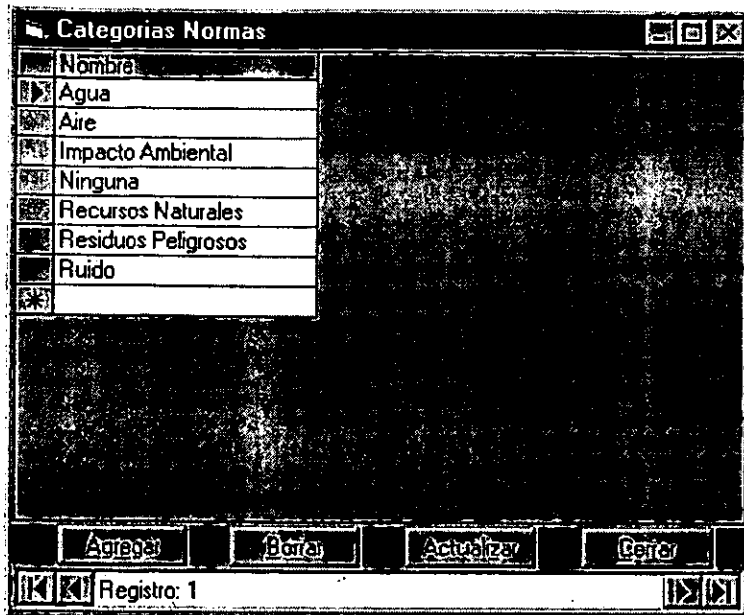 Categorias Normas
Nombre
Agua
Aire
Impacto Ambiental
Ninguna
Recursos Naturales
Residuos Peligrosos
Ruido
Agregar Borrar Actualizar Cerrar
Registro: 1